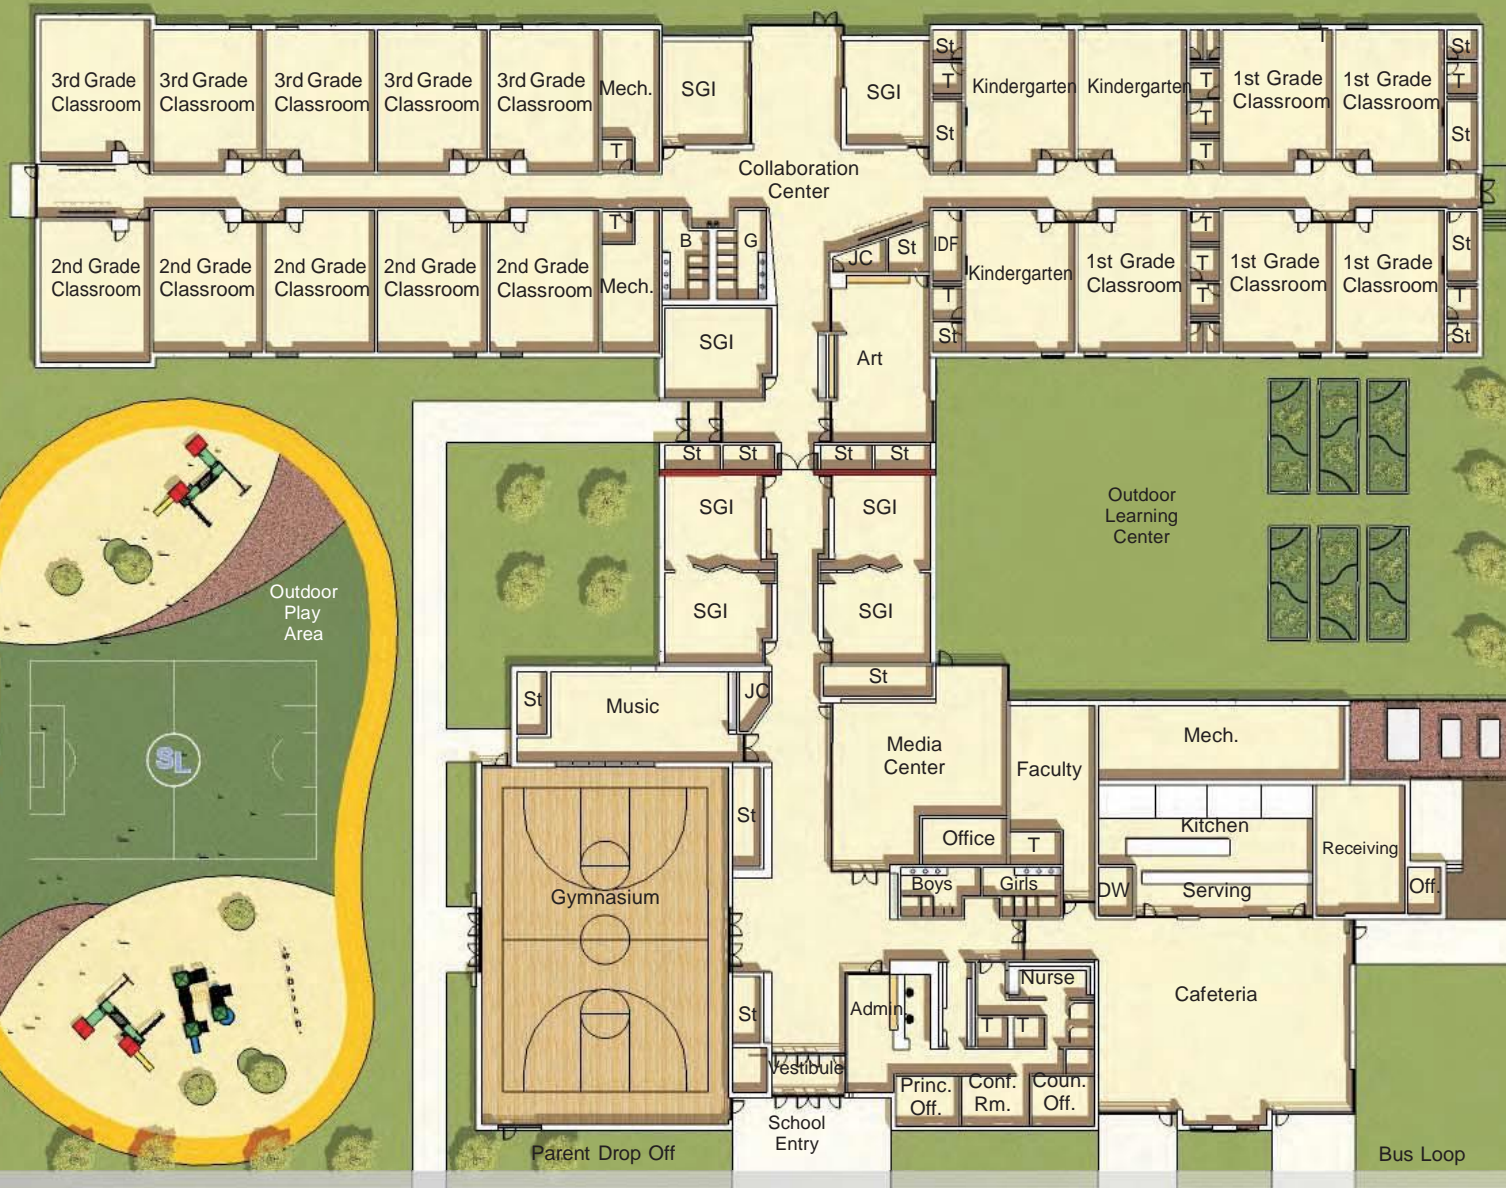 3rd Grade
Classroom
3rd Grade
Classroom
3rd Grade
Classroom
3rd Grade
Classroom
3rd Grade
Classroom
Mech.
T
SGI
SGI
St
T
St
Kindergarten
Kindergarten
T
T
T
1st Grade
Classroom
1st Grade
Classroom
St
T
St
Collaboration
Center
2nd Grade
Classroom
2nd Grade
Classroom
2nd Grade
Classroom
2nd Grade
Classroom
2nd Grade
Classroom
T
Mech.
B
G
JC
St
IDF
T
St
Kindergarten
1st Grade
Classroom
T
T
T
1st Grade
Classroom
1st Grade
Classroom
St
T
St
SGI
Art
St
St
St
St
SGI
SGI
Outdoor
Learning
Center
Outdoor
Play
Area
SGI
SGI
St
St
Music
JC
SL
Media
Center
Faculty
Mech.
St
Office
T
Kitchen
Receiving
Boys
Girls
DW
Serving
Off.
Gymnasium
St
Admin.
Nurse
T
T
Cafeteria
Vestibule
Princ.
Off.
Conf.
Rm.
Coun.
Off.
School
Entry
Parent Drop Off
Bus Loop